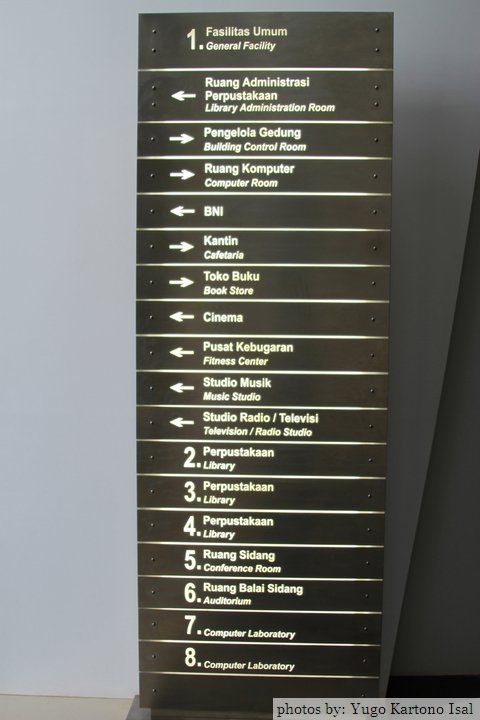 1. Fasilitas Umum
General Facility
← Ruang Administrasi
Perpustakaan
Library Administration Room
→ Pengelola Gedung
Building Control Room
→ Ruang Komputer
Computer Room
← BNI
→ Kantin
Cafetaria
→ Toko Buku
Book Store
← Cinema
← Pusat Kebugaran
Fitness Center
← Studio Musik
Music Studio
← Studio Radio / Televisi
Television / Radio Studio
2. Perpustakaan
Library
3. Perpustakaan
Library
4. Perpustakaan
Library
5. Ruang Sidang
Conference Room
6. Ruang Balai Sidang
Auditorium
7. Computer Laboratory
8. Computer Laboratory
photos by: Yugo Kartono Isal